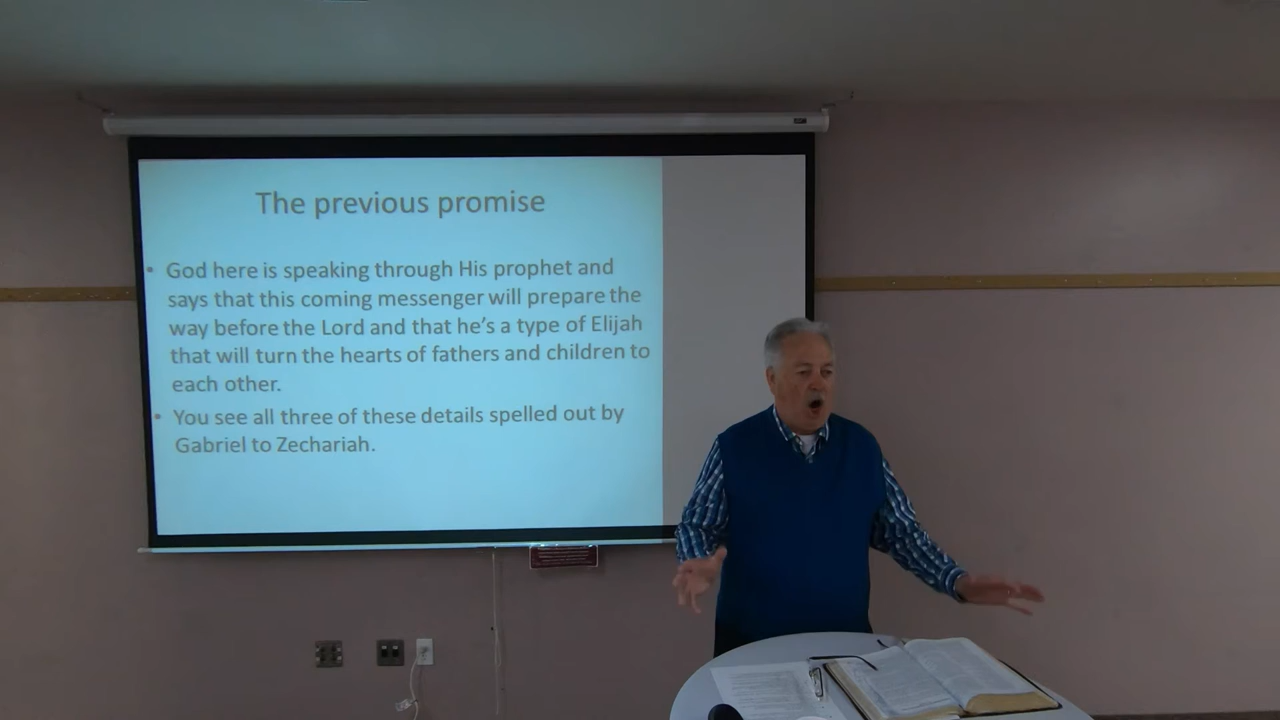 The previous promise
• God here is speaking through His prophet and
says that this coming messenger will prepare the
way before the Lord and that he's a type of Elijah
that will turn the hearts of fathers and children to
each other.
• You see all three of these details spelled out by
Gabriel to Zechariah.